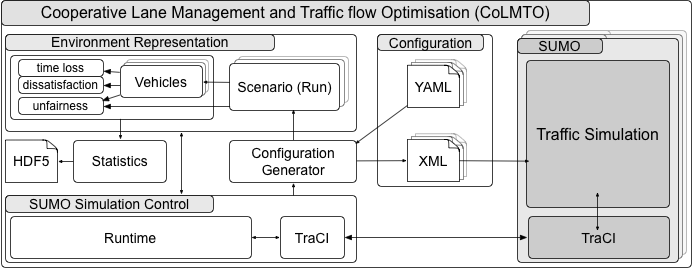 Cooperative Lane Management and Traffic flow Optimisation (CoLMTO)
Environment Representation
time loss
dissatisfaction
unfairness
Vehicles
Scenario (Run)
Configuration
YAML
XML
SUMO
Traffic Simulation
TraCI
HDF5
Statistics
Configuration
Generator
SUMO Simulation Control
Runtime
TraCI